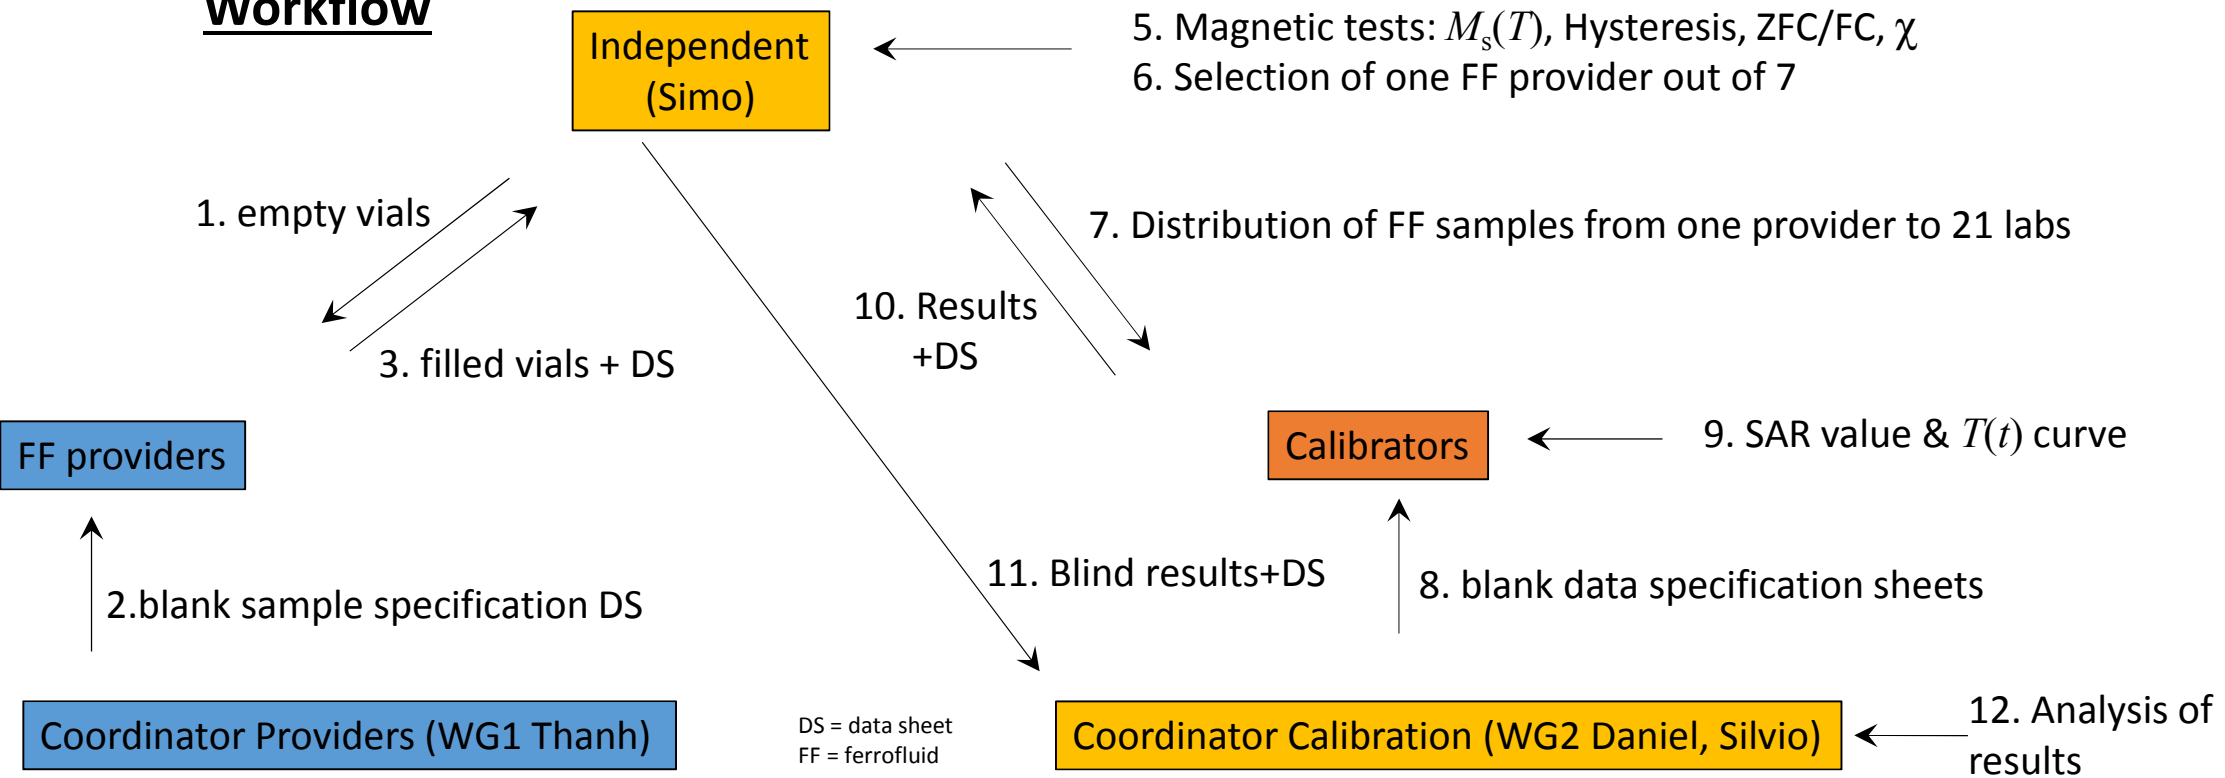 Workflow
Independent
(Simo)
5. Magnetic tests: Ms(T), Hysteresis, ZFC/FC, χ
6. Selection of one FF provider out of 7
1. empty vials
7. Distribution of FF samples from one provider to 21 labs
10. Results
+DS
3. filled vials + DS
FF providers
Calibrators
9. SAR value & T(t) curve
11. Blind results+DS
8. blank data specification sheets
2.blank sample specification DS
Coordinator Providers (WG1 Thanh)
DS = data sheet
FF = ferrofluid
Coordinator Calibration (WG2 Daniel, Silvio)
12. Analysis of
results